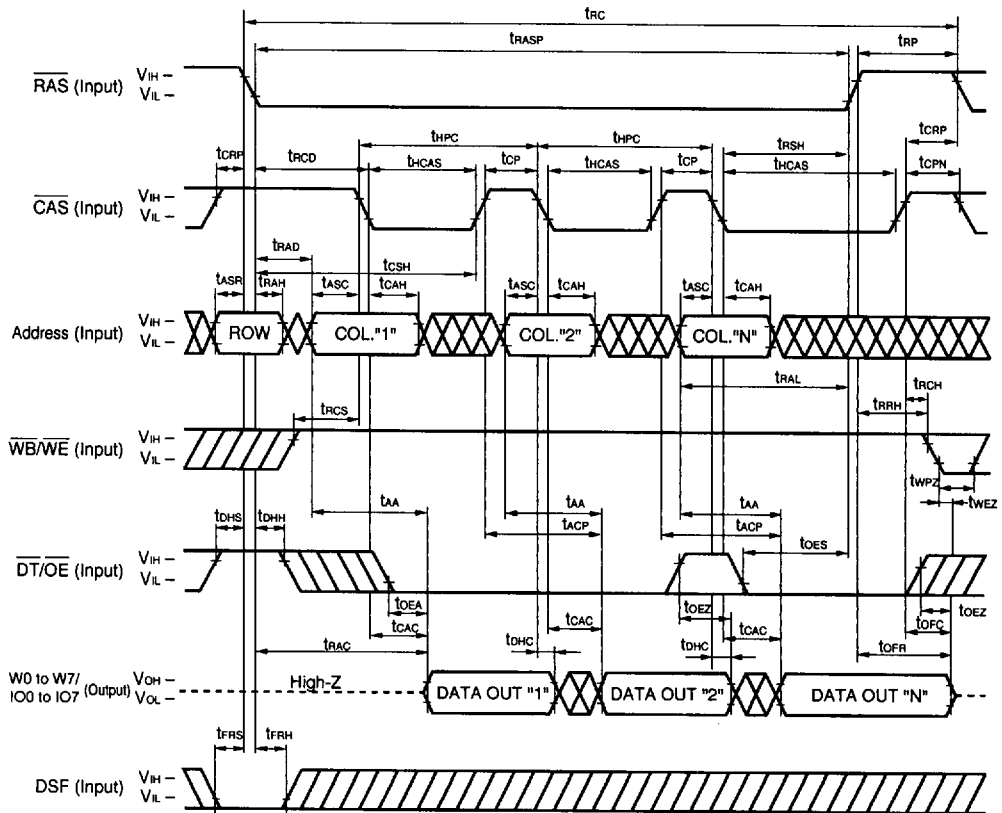 tRC
tRASP
tRP
RAS (Input)
VIH –
VIL –
tHPC
tHPC
tCRP
tCRP
tRCD
tHCAS
tCP
tHCAS
tCP
tRSH
tHCAS
tCPN
CAS (Input)
VIH –
VIL –
tRAD
tCSH
tASR
tRAH
tASC
tCAH
tASC
tCAH
tASC
tCAH
Address (Input)
VIH –
VIL –
ROW
COL."1"
COL."2"
COL."N"
tRAL
tRCH
tRCS
tRRH
WB/WE (Input)
VIH –
VIL –
tWPZ
tWEZ
tAA
tAA
tAA
tDHS
tDHH
tACP
tACP
tOES
DT/OE (Input)
VIH –
VIL –
tOEA
tOEZ
tOEZ
tCAC
tCAC
tCAC
tOFC
tRAC
tDHC
tDHC
tOFR
W0 to W7/
IO0 to IO7 (Output)
VOH –
VOL –
High-Z
DATA OUT "1"
DATA OUT "2"
DATA OUT "N"
tFRS
tFRH
DSF (Input)
VIH –
VIL –